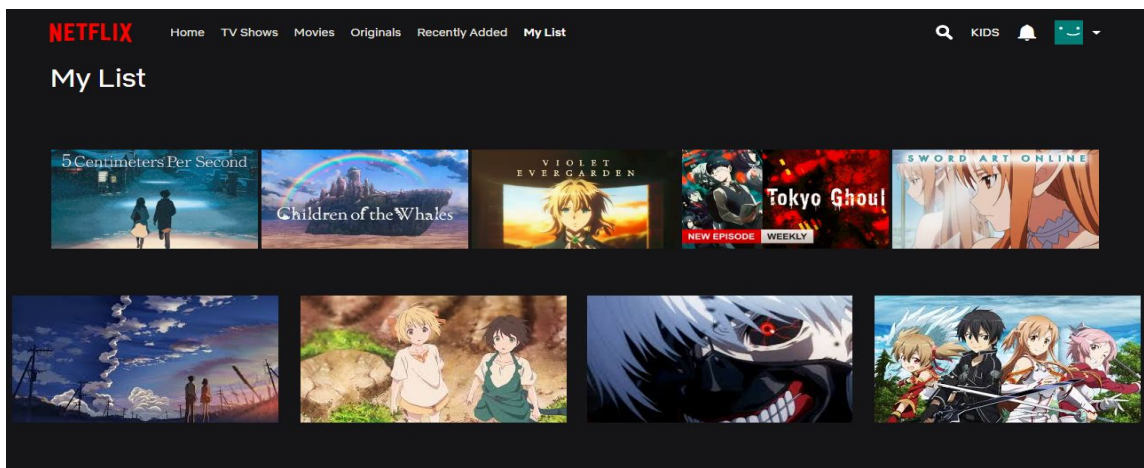 NETFLIX Home TV Shows Movies Originals Recently Added My List KIDS
My List
5 Centimeters Per Second
Children of the Whales
VIOLET
EVERGARDEN
Tokyo Ghoul
NEW EPISODE WEEKLY
SWORD ART ONLINE